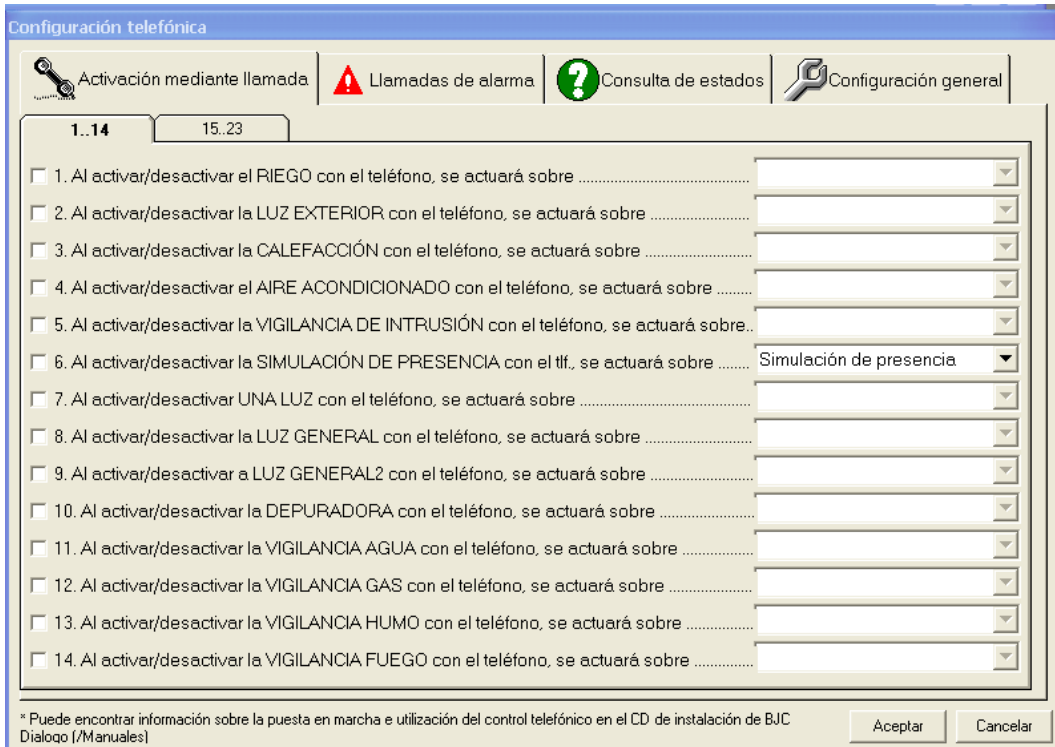 Configuración telefónica
Activación mediante llamada
Llamadas de alarma
Consulta de estados
Configuración general
1..14
15..23
1. Al activar/desactivar el RIEGO con el teléfono, se actuará sobre ........................................
2. Al activar/desactivar la LUZ EXTERIOR con el teléfono, se actuará sobre .......................
3. Al activar/desactivar la CALEFACCIÓN con el teléfono, se actuará sobre .........................
4. Al activar/desactivar el AIRE ACONDICIONADO con el teléfono, se actuará sobre ........
5. Al activar/desactivar la VIGILANCIA DE INTRUSIÓN con el teléfono, se actuará sobre..
6. Al activar/desactivar la SIMULACIÓN DE PRESENCIA con el tlf., se actuará sobre ....... Simulación de presencia
7. Al activar/desactivar UNA LUZ con el teléfono, se actuará sobre ........................................
8. Al activar/desactivar la LUZ GENERAL con el teléfono, se actuará sobre .........................
9. Al activar/desactivar a LUZ GENERAL2 con el teléfono, se actuará sobre .........................
10. Al activar/desactivar la DEPURADORA con el teléfono, se actuará sobre ......................
11. Al activar/desactivar la VIGILANCIA AGUA con el teléfono, se actuará sobre .................
12. Al activar/desactivar la VIGILANCIA GAS con el teléfono, se actuará sobre ....................
13. Al activar/desactivar la VIGILANCIA HUMO con el teléfono, se actuará sobre ................
14. Al activar/desactivar la VIGILANCIA FUEGO con el teléfono, se actuará sobre ..............
* Puede encontrar información sobre la puesta en marcha e utilización del control telefónico en el CD de instalación de BJC
Dialogo (/Manuales)
Aceptar
Cancelar